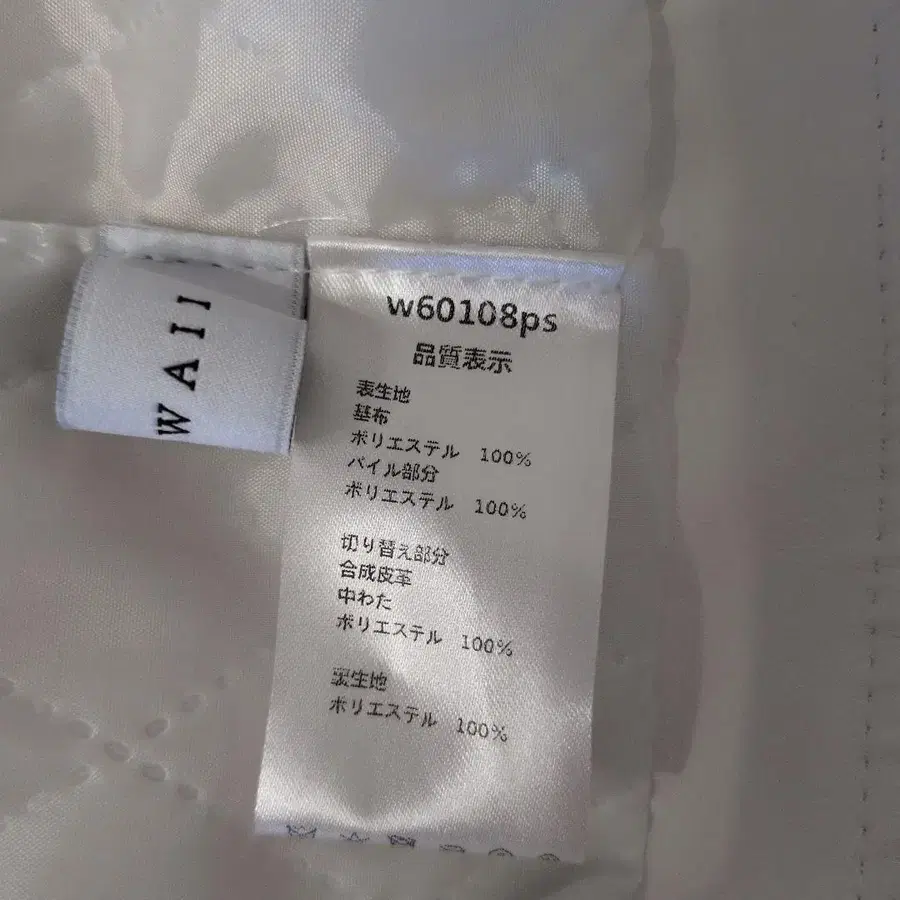 WAII
w60108ps
品質表示
表生地
基布
ポリエステル 100%
パイル部分
ポリエステル 100%
切り替え部分
合成皮革
中わた
ポリエステル 100%
裏生地
ポリエステル 100%